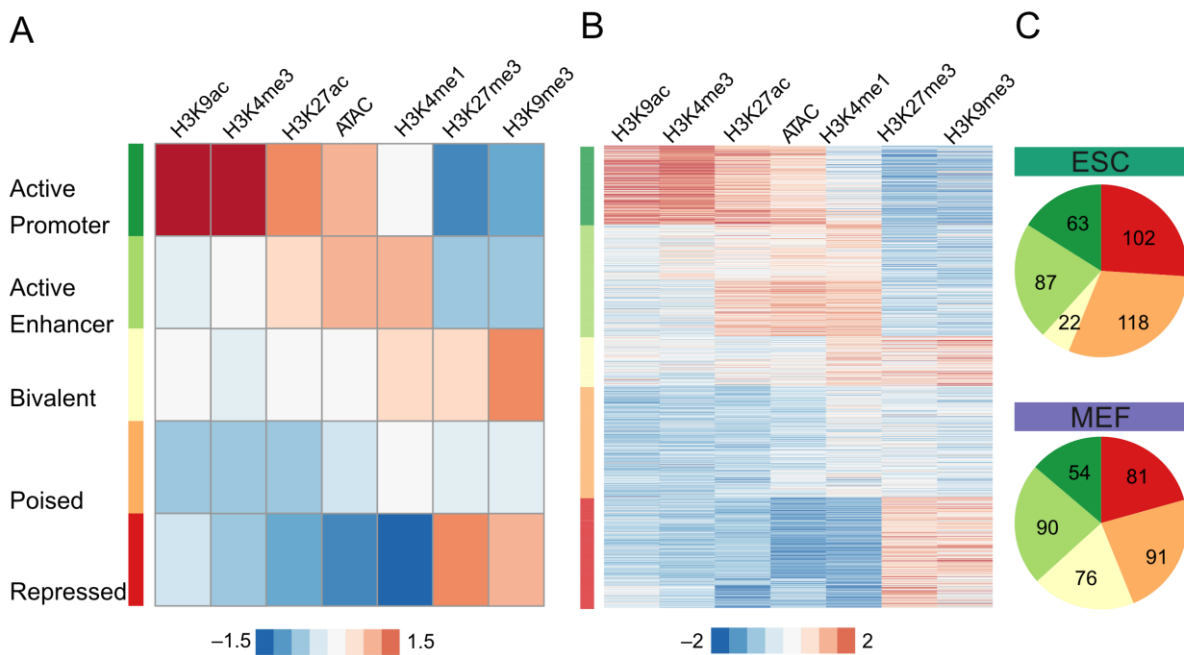 A
B
C
H3K9ac
H3K4me3
H3K27ac
ATAC
H3K4me1
H3K27me3
H3K9me3
H3K9ac
H3K4me3
H3K27ac
ATAC
H3K4me1
H3K27me3
H3K9me3
Active
Promoter
Active
Enhancer
Bivalent
Poised
Repressed
–1.5
1.5
–2
2
ESC
63
102
87
22
118
MEF
54
81
90
91
76